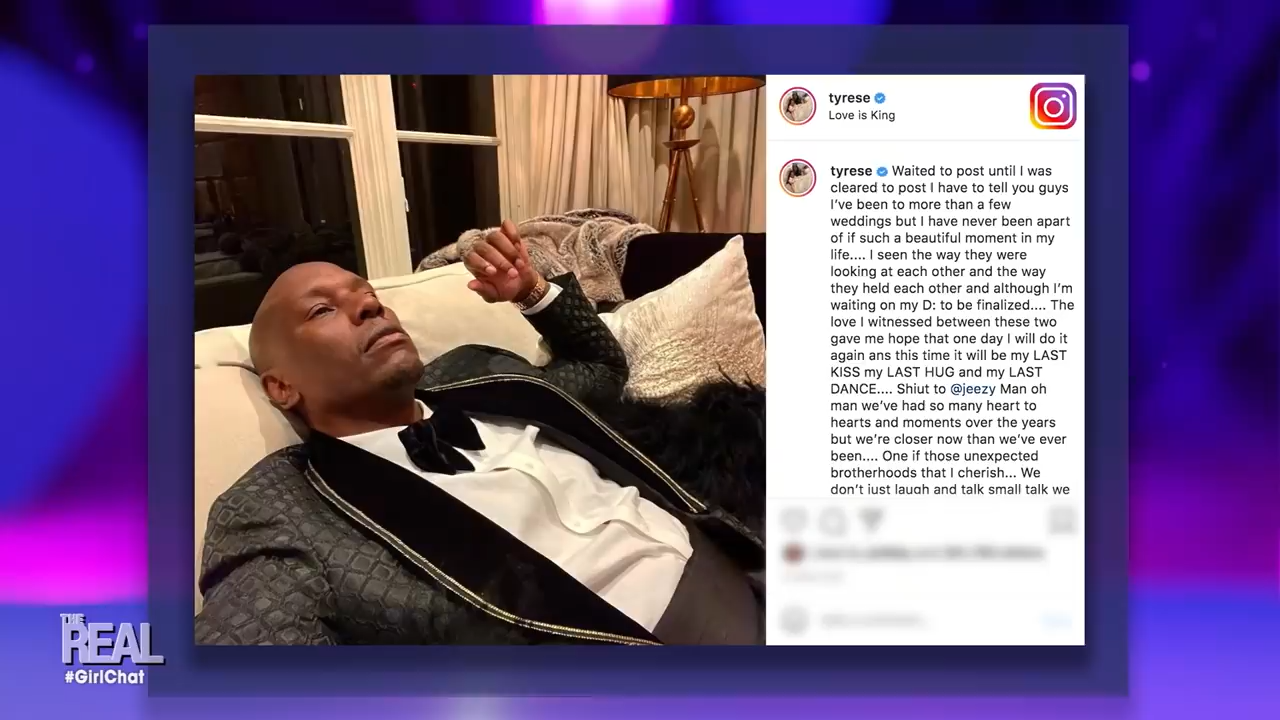 tyrese
Love is King
tyrese Waited to post until I was
cleared to post I have to tell you guys
I've been to more than a few
weddings but I have never been apart
of if such a beautiful moment in my
life.... I seen the way they were
looking at each other and the way
they held each other and although I'm
waiting on my D: to be finalized.... The
love I witnessed between these two
gave me hope that one day I will do it
again ans this time it will be my LAST
KISS my LAST HUG and my LAST
DANCE.... Shiut to @jeezy Man oh
man we've had so many heart to
hearts and moments over the years
but we're closer now than we've ever
been.... One if those unexpected
brotherhoods that I cherish... We
don't just laugh and talk small talk we
THE
REAL
#GirlChat